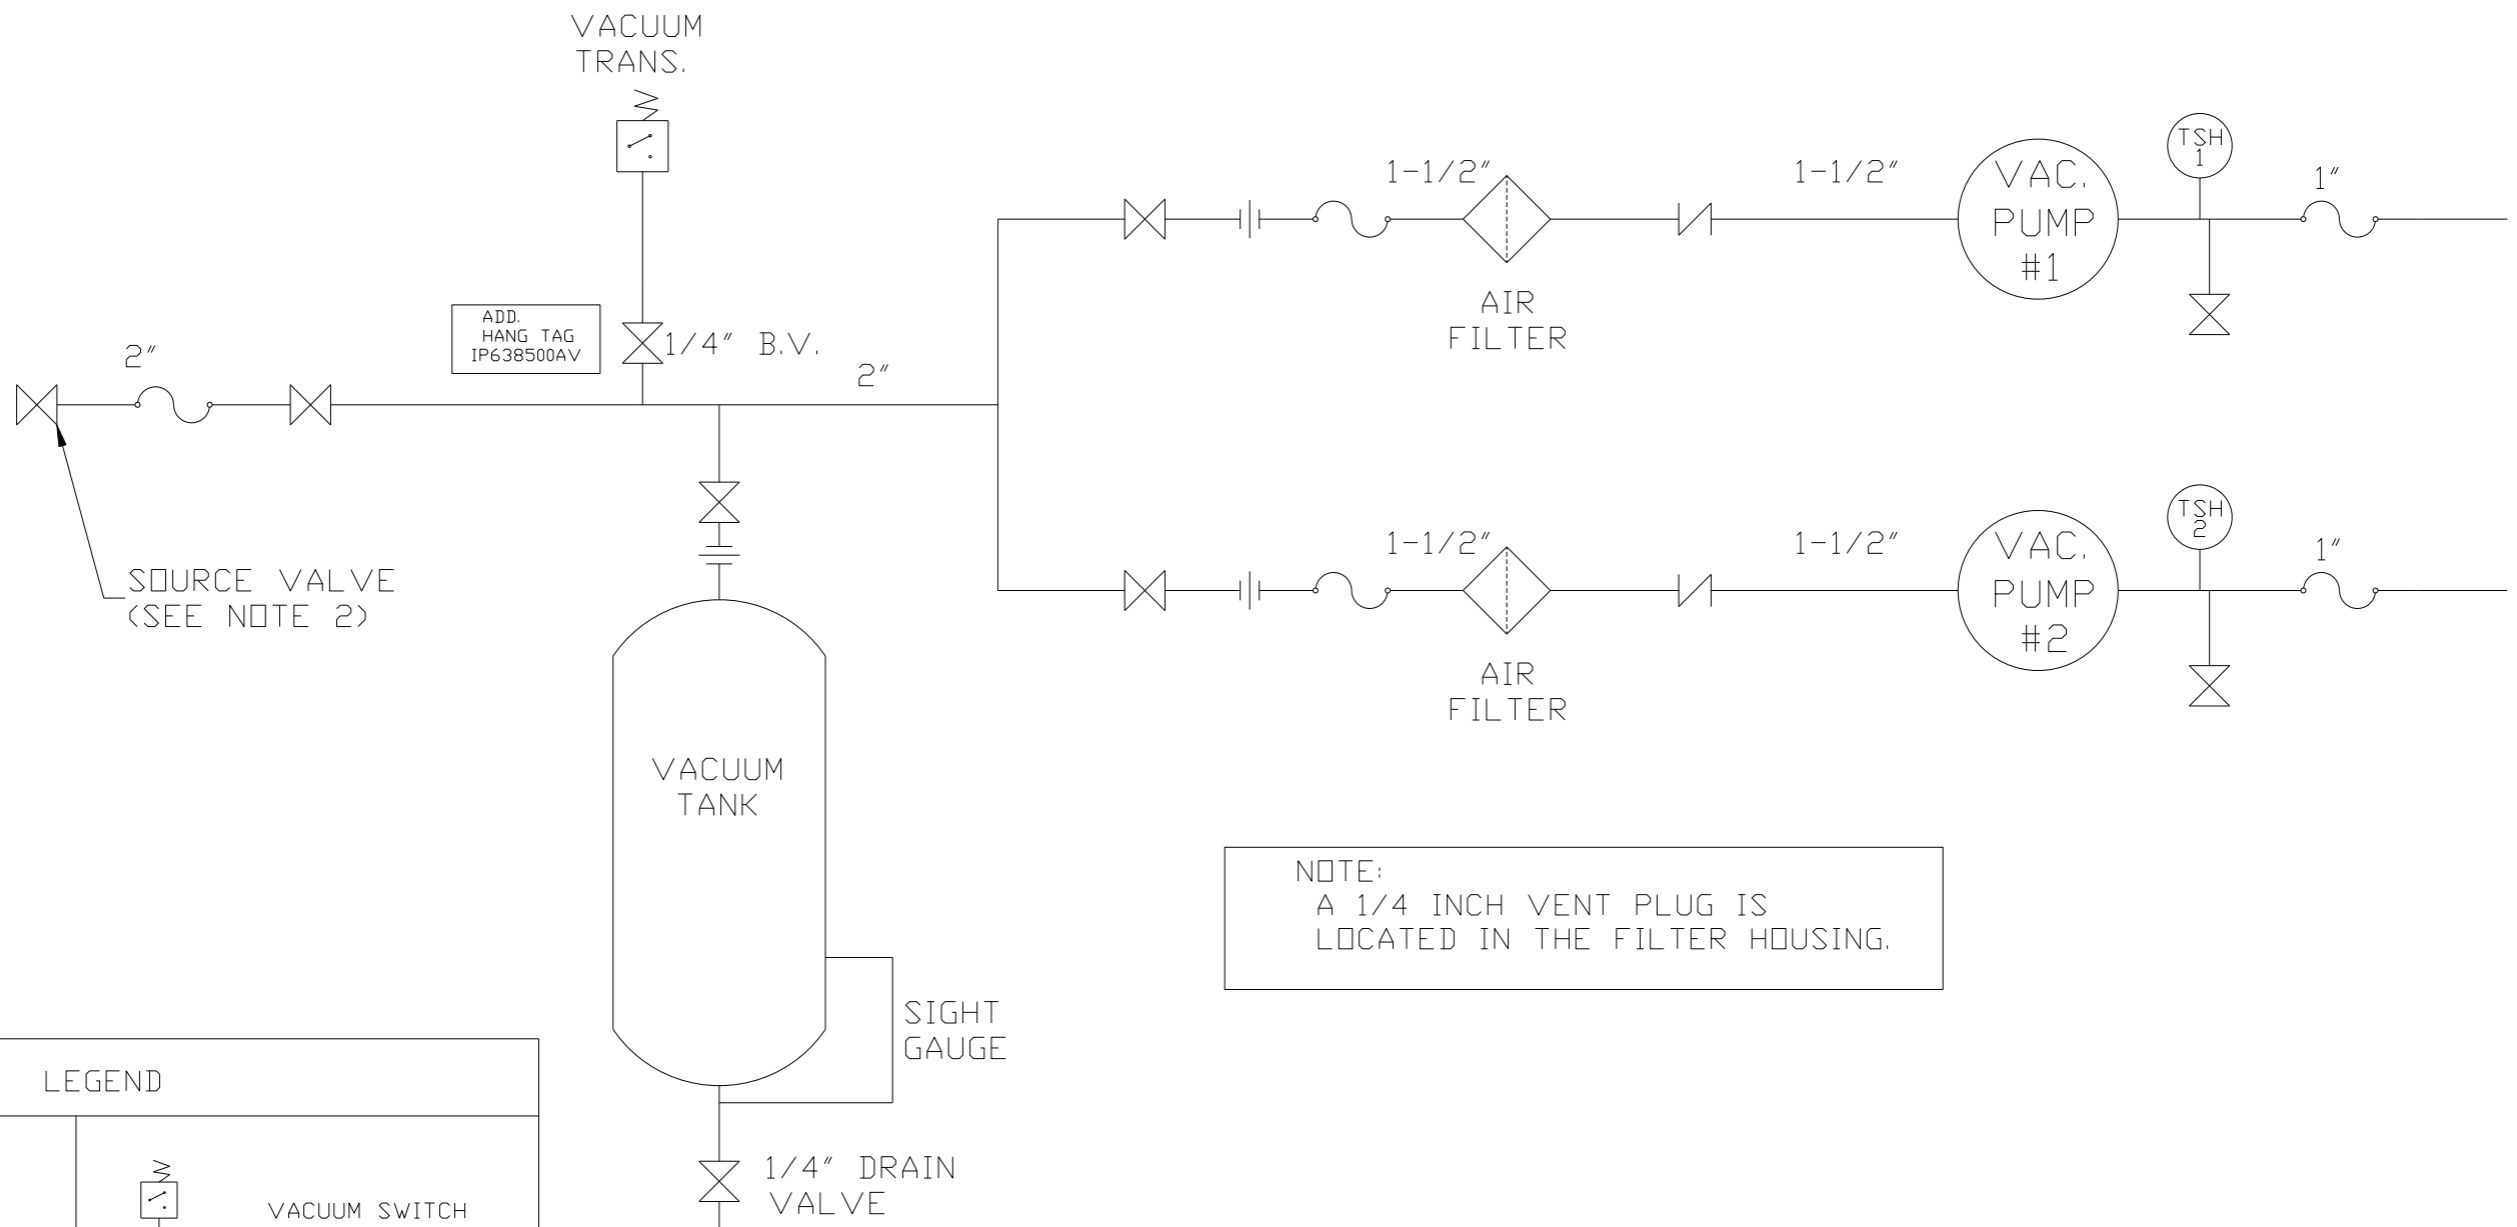 VACUUM
TRANS.
ADD.
HANG TAG
IP638500AV
1/4" B.V.
2"
2"
SOURCE VALVE
(SEE NOTE 2)
1-1/2"
AIR
FILTER
1-1/2"
VAC.
PUMP
#1
TSH
1
1"
1-1/2"
AIR
FILTER
1-1/2"
VAC.
PUMP
#2
TSH
2
1"
VACUUM
TANK
NOTE:
A 1/4 INCH VENT PLUG IS
LOCATED IN THE FILTER HOUSING.
SIGHT
GAUGE
1/4" DRAIN
VALVE
LEGEND
VACUUM SWITCH